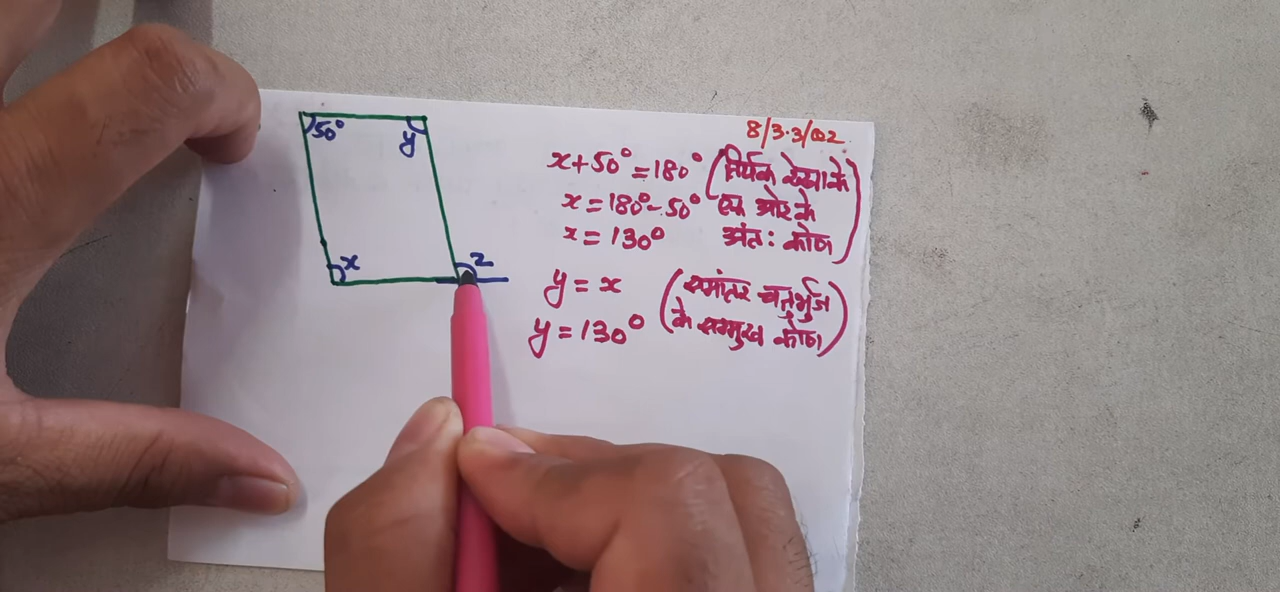 8/3.3/Q2.
50°
y
x
z
x+50°=180° (तिर्यक रेखा के
x=180°-50° एक ओर के
x=130° अंतः कोण)
y=x (समांतर चतुर्भुज
y=130° के सम्मुख कोण)